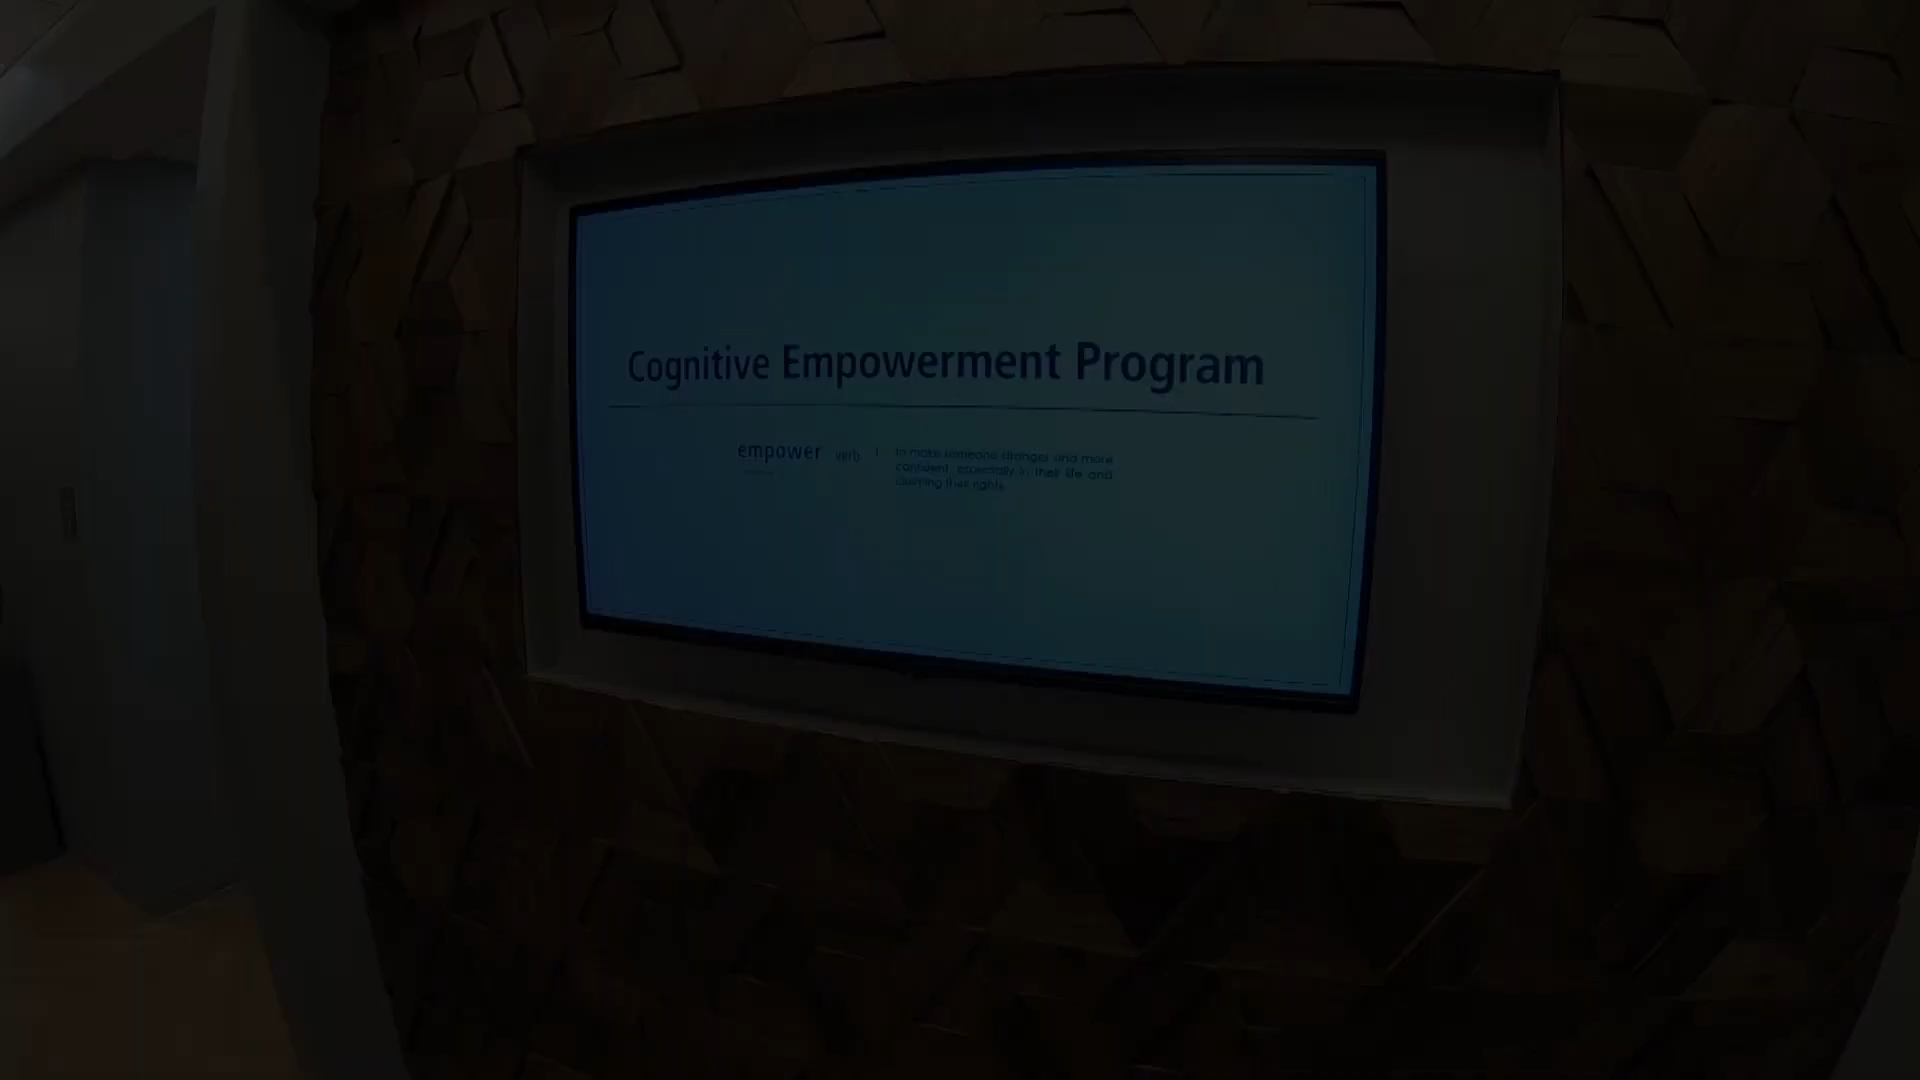 Cognitive Empowerment Program
empower verb
to make someone stronger and more
confident, especially in their life and
claiming their rights.